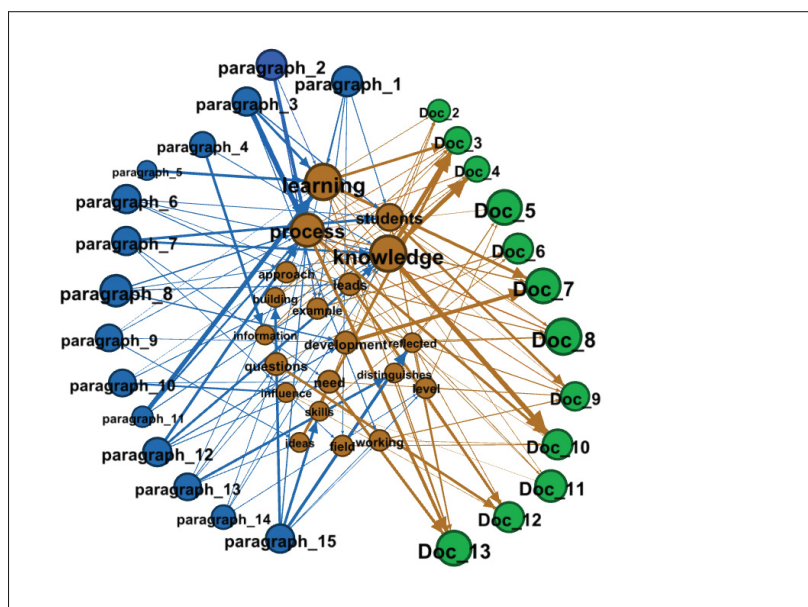 paragraph_2
paragraph_1
paragraph_3
Doc_2
paragraph_4
Doc_3
paragraph_5
Doc_4
learning
paragraph_6
Doc_5
students
process
paragraph_7
Doc_6
knowledge
approach
leads
Doc_7
paragraph_8
building
example
information
paragraph_9
Doc_8
development
reflected
questions
distinguishes
paragraph_10
need
level
influence
Doc_9
skills
paragraph_11
ideas
field
working
Doc_10
paragraph_12
paragraph_13
Doc_11
paragraph_14
Doc_12
paragraph_15
Doc_13